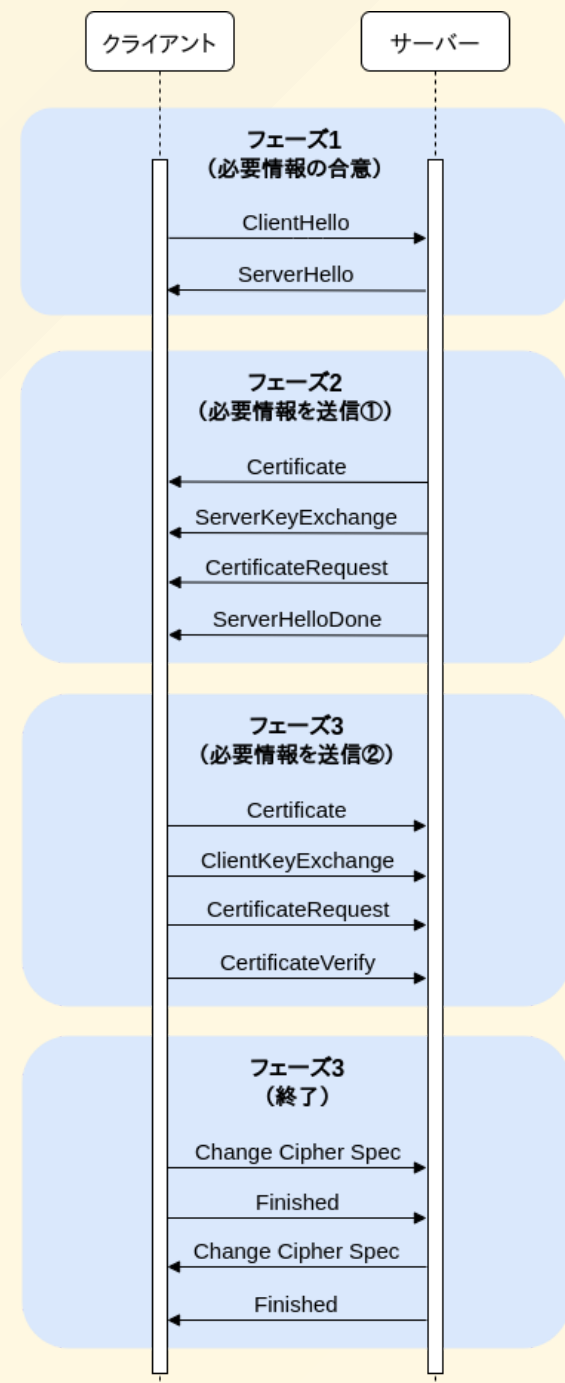 クライアント
サーバー
フェーズ1
（必要情報の合意）
ClientHello
ServerHello
フェーズ2
（必要情報を送信①）
Certificate
ServerKeyExchange
CertificateRequest
ServerHelloDone
フェーズ3
（必要情報を送信②）
Certificate
ClientKeyExchange
CertificateRequest
CertificateVerify
フェーズ3
（終了）
Change Cipher Spec
Finished
Change Cipher Spec
Finished